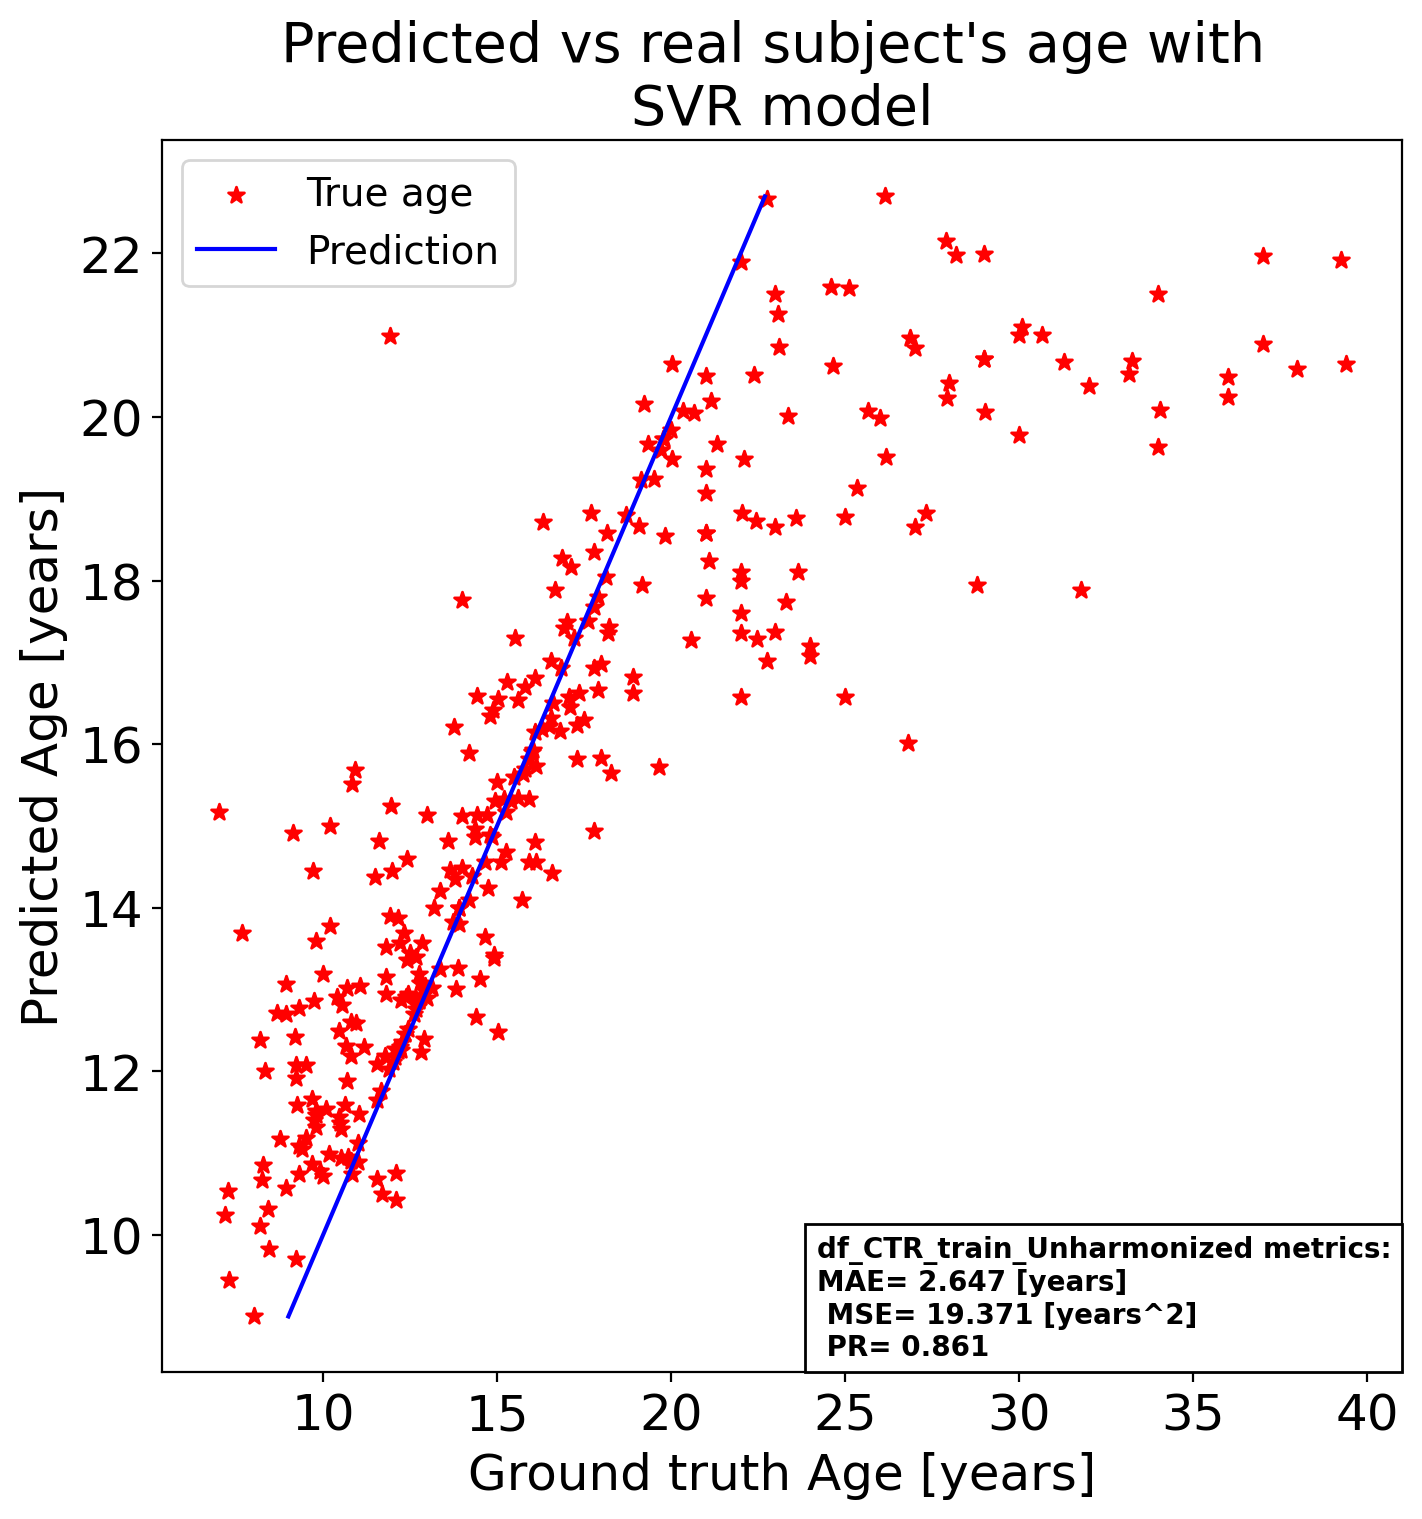 Predicted vs real subject's age with
SVR model
True age
Prediction
Predicted Age [years]
22
20
18
16
14
12
10
df_CTR_train_Unharmonized metrics:
MAE= 2.647 [years]
MSE= 19.371 [years^2]
PR= 0.861
10 15 20 25 30 35 40
Ground truth Age [years]